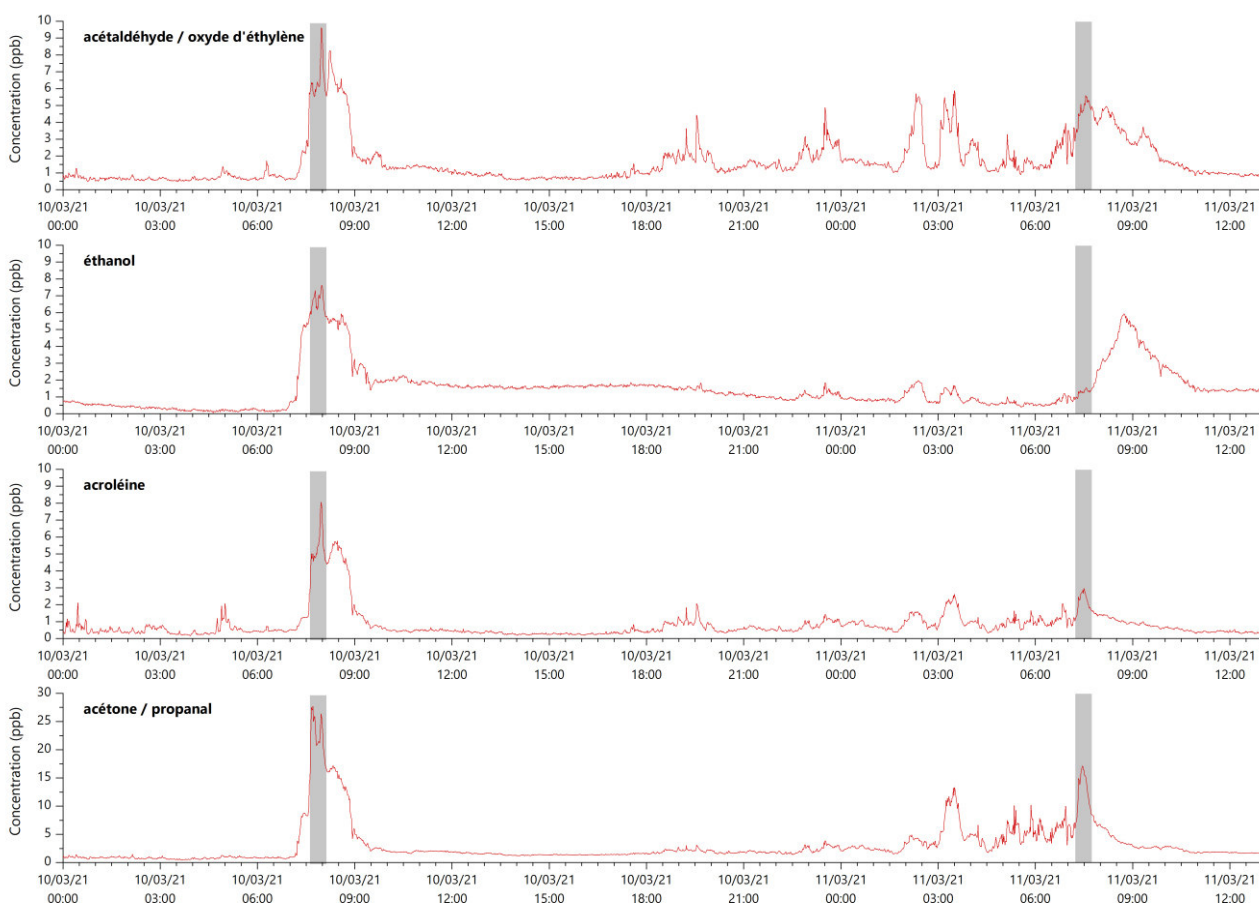 acétaldéhyde / oxyde d'éthylène
Concentration (ppb)
10
9
8
7
6
5
4
3
2
1
0
10/03/21 10/03/21 10/03/21 10/03/21 10/03/21 10/03/21 10/03/21 10/03/21 11/03/21 11/03/21 11/03/21 11/03/21 11/03/21
00:00 03:00 06:00 09:00 12:00 15:00 18:00 21:00 00:00 03:00 06:00 09:00 12:00
éthanol
Concentration (ppb)
10
9
8
7
6
5
4
3
2
1
0
10/03/21 10/03/21 10/03/21 10/03/21 10/03/21 10/03/21 10/03/21 10/03/21 11/03/21 11/03/21 11/03/21 11/03/21 11/03/21
00:00 03:00 06:00 09:00 12:00 15:00 18:00 21:00 00:00 03:00 06:00 09:00 12:00
acroléine
Concentration (ppb)
10
9
8
7
6
5
4
3
2
1
0
10/03/21 10/03/21 10/03/21 10/03/21 10/03/21 10/03/21 10/03/21 10/03/21 11/03/21 11/03/21 11/03/21 11/03/21 11/03/21
00:00 03:00 06:00 09:00 12:00 15:00 18:00 21:00 00:00 03:00 06:00 09:00 12:00
acétone / propanal
Concentration (ppb)
30
25
20
15
10
5
0
10/03/21 10/03/21 10/03/21 10/03/21 10/03/21 10/03/21 10/03/21 10/03/21 11/03/21 11/03/21 11/03/21 11/03/21 11/03/21
00:00 03:00 06:00 09:00 12:00 15:00 18:00 21:00 00:00 03:00 06:00 09:00 12:00